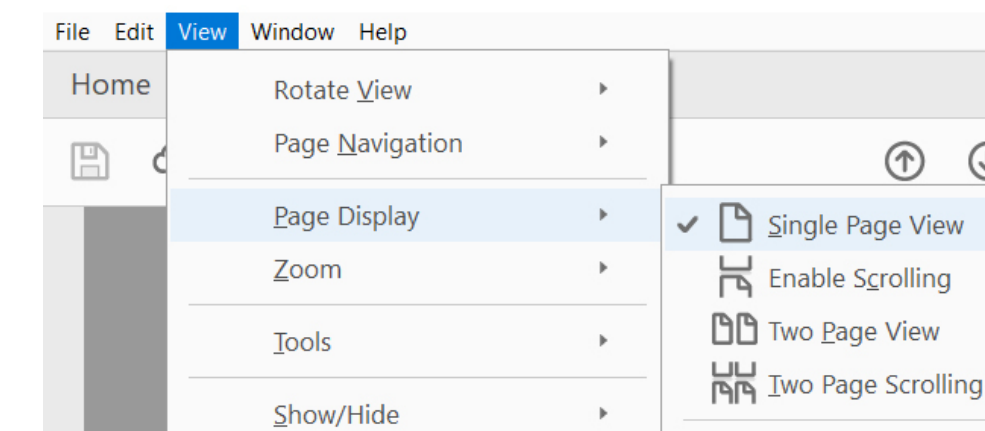 File Edit View Window Help
Home
Rotate View
Page Navigation
Page Display
Zoom
Tools
Show/Hide
Single Page View
Enable Scrolling
Two Page View
Two Page Scrolling